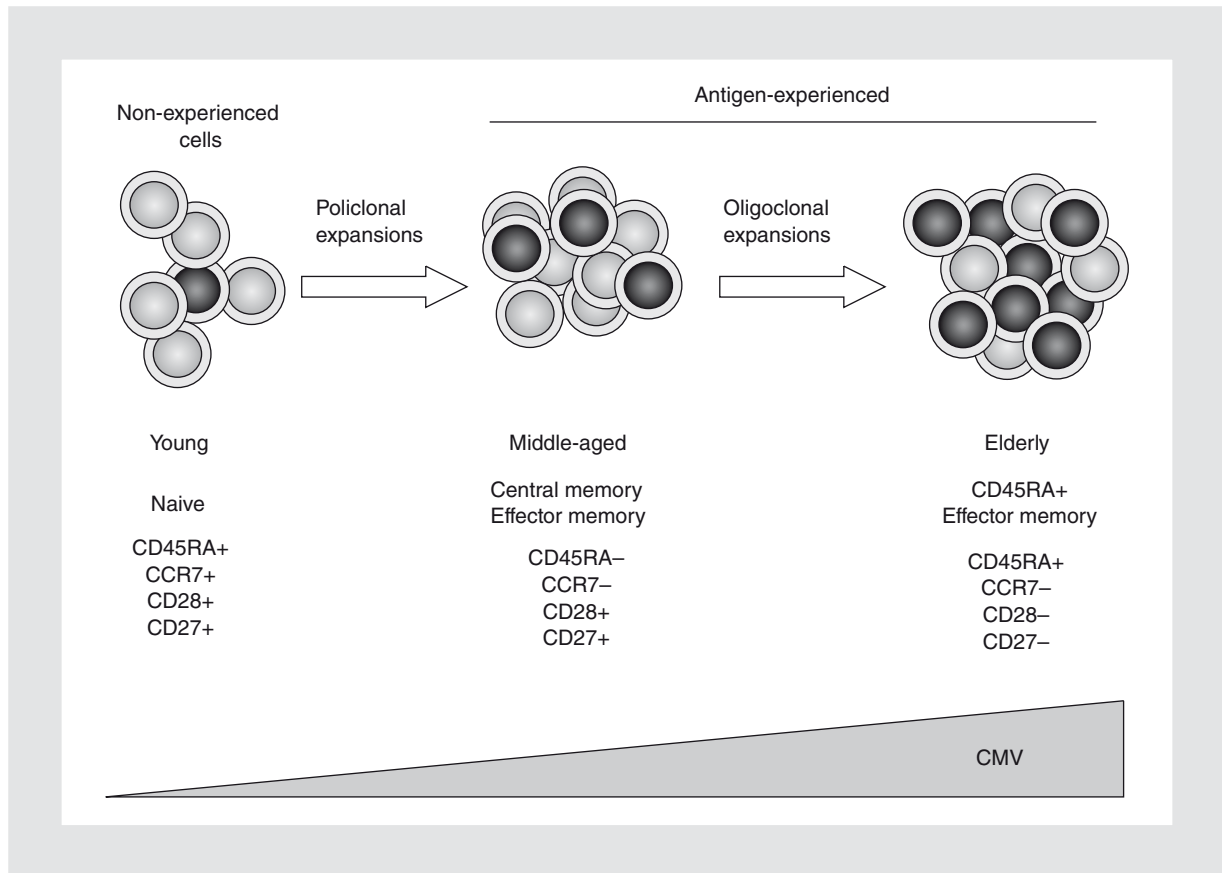 Non-experienced
cells
Antigen-experienced
Policlonal
expansions
Oligoclonal
expansions
Young
Middle-aged
Elderly
Naive
Central memory
Effector memory
CD45RA+
Effector memory
CD45RA+
CCR7+
CD28+
CD27+
CD45RA–
CCR7–
CD28+
CD27+
CD45RA+
CCR7–
CD28–
CD27–
CMV